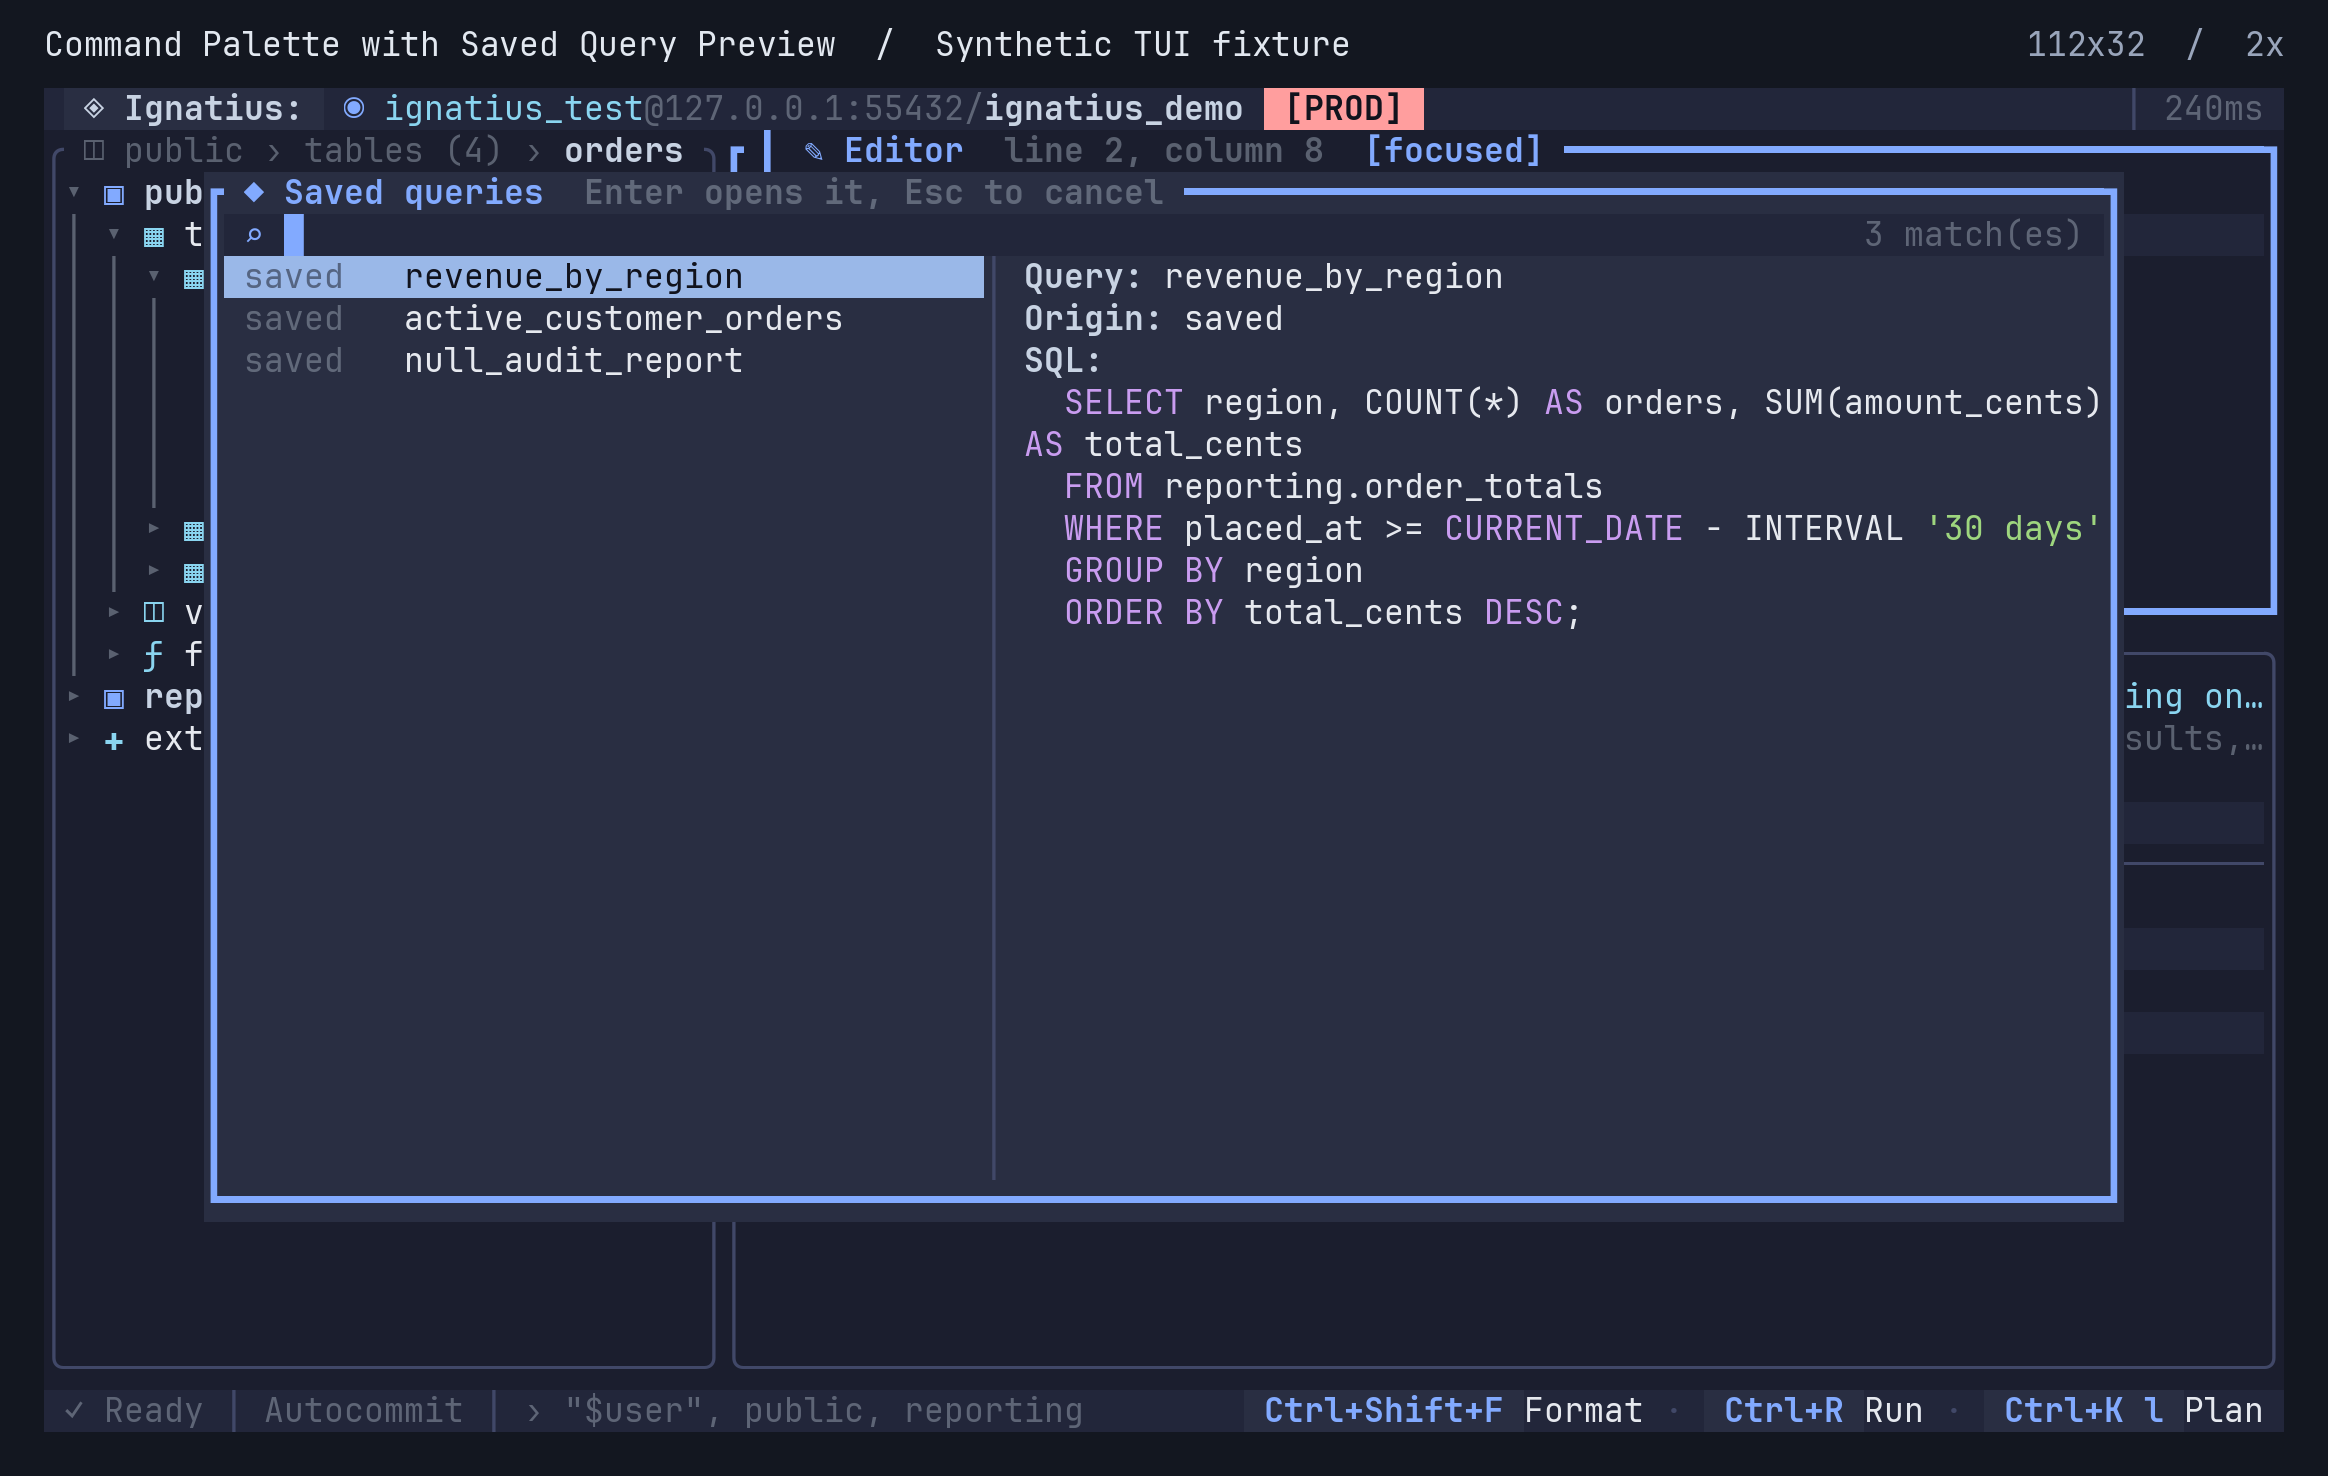 Command Palette with Saved Query Preview / Synthetic TUI fixture 112x32 / 2x
◈ Ignatius: ◉ ignatius_test@127.0.0.1:55432/ignatius_demo [PROD] 240ms
public › tables (4) › orders ✎ Editor line 2, column 8 [focused]
▾ ▣ pub ◆ Saved queries Enter opens it, Esc to cancel
▾ ▦ t ⌕ 3 match(es)
saved revenue_by_region Query: revenue_by_region
saved active_customer_orders Origin: saved
saved null_audit_report SQL:
SELECT region, COUNT(*) AS orders, SUM(amount_cents)
AS total_cents
FROM reporting.order_totals
WHERE placed_at >= CURRENT_DATE - INTERVAL '30 days'
GROUP BY region
▸ ◫ v ORDER BY total_cents DESC;
▸ ƒ f
▸ ▣ rep ing on…
▸ ✚ ext sults,…
✓ Ready │ Autocommit │ › "$user", public, reporting Ctrl+Shift+F Format · Ctrl+R Run · Ctrl+K l Plan